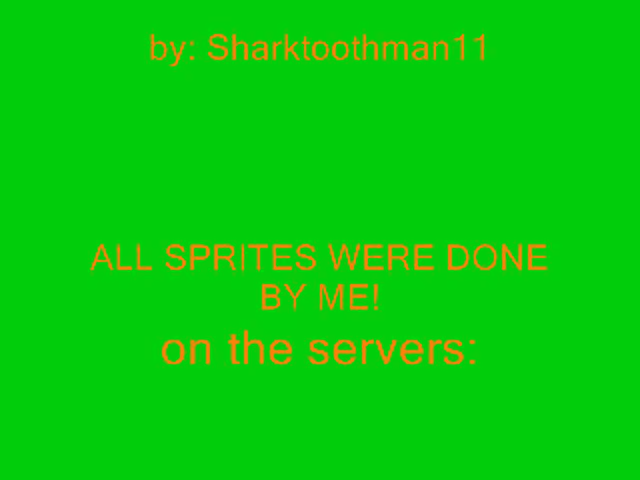 by: Sharktoothman11
ALL SPRITES WERE DONE
BY ME!
on the servers: